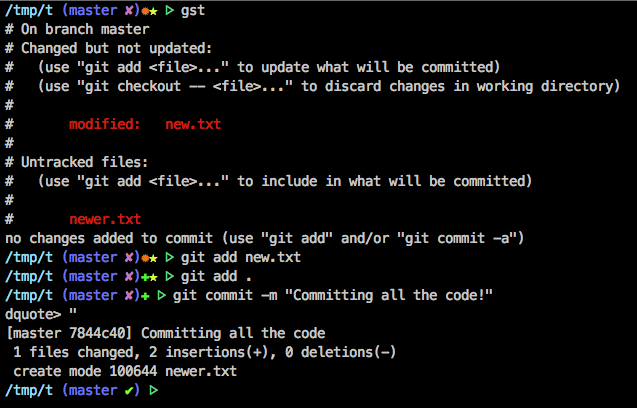 /tmp/t (master ✘)✹★ ▷ gst
# On branch master
# Changed but not updated:
#   (use "git add <file>..." to update what will be committed)
#   (use "git checkout -- <file>..." to discard changes in working directory)
#
#       modified:   new.txt
#
# Untracked files:
#   (use "git add <file>..." to include in what will be committed)
#
#       newer.txt
no changes added to commit (use "git add" and/or "git commit -a")
/tmp/t (master ✘)✹★ ▷ git add new.txt
/tmp/t (master ✘)✚★ ▷ git add .
/tmp/t (master ✘)✚ ▷ git commit -m "Committing all the code!"
dquote> "
[master 7844c40] Committing all the code
 1 files changed, 2 insertions(+), 0 deletions(-)
 create mode 100644 newer.txt
/tmp/t (master ✔) ▷